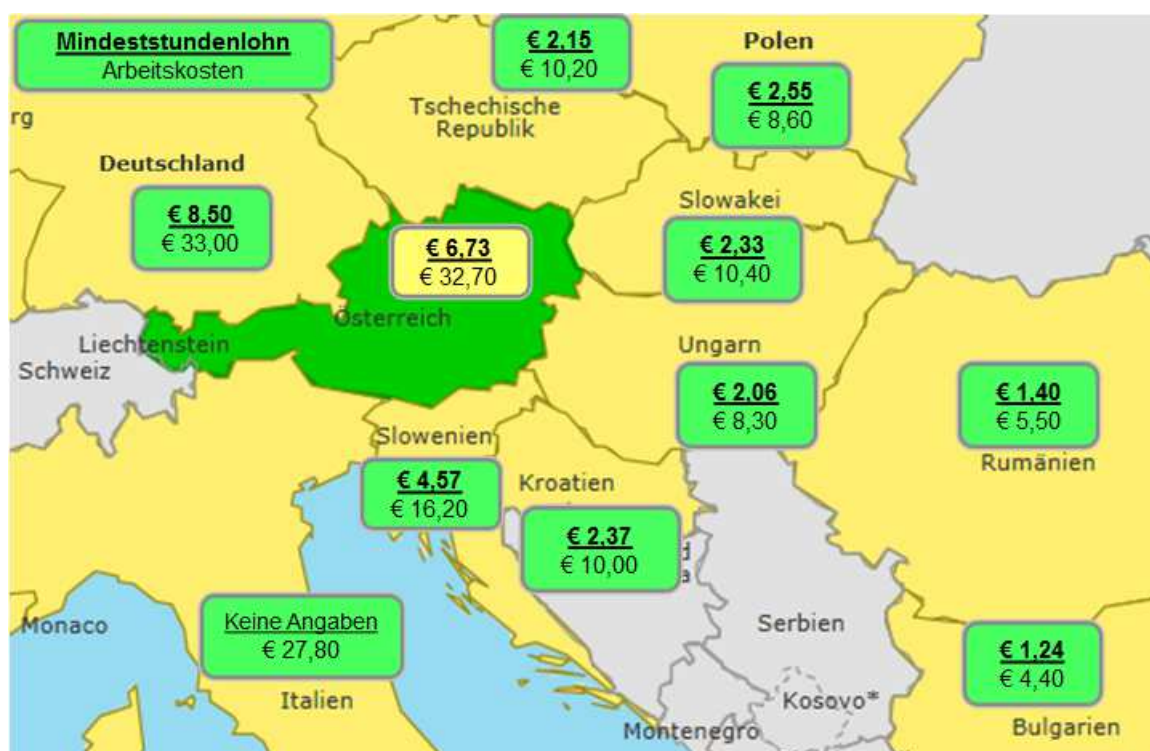 Mindeststundenlohn
Arbeitskosten
€ 2,15
€ 10,20
Polen
€ 2,55
€ 8,60
rg
Tschechische
Republik
Deutschland
€ 8,50
€ 33,00
Slowakei
€ 2,33
€ 10,40
€ 6,73
€ 32,70
Österreich
Liechtenstein
Schweiz
Ungarn
€ 2,06
€ 8,30
€ 1,40
€ 5,50
Rumänien
Slowenien
€ 4,57
€ 16,20
Kroatien
€ 2,37
€ 10,00
Monaco
Keine Angaben
€ 27,80
Italien
Serbien
€ 1,24
€ 4,40
Kosovo*
Montenegro
Bulgarien